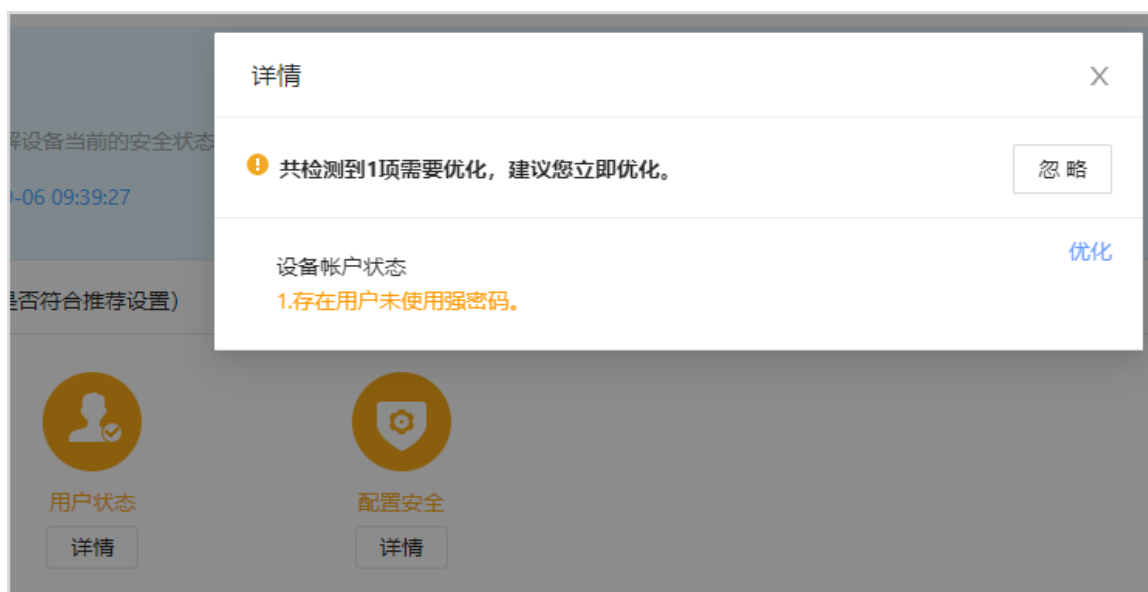 详情
共检测到1项需要优化，建议您立即优化。
忽 略
设备当前的安全状态
-06 09:39:27
优化
设备帐户状态
1.存在用户未使用强密码。
是否符合推荐设置）
用户状态
配置安全
详情
详情